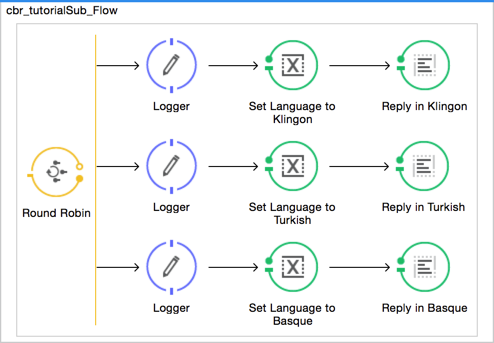 cbr_tutorialSub_Flow
Logger
Set Language to
Klingon
Reply in Klingon
Round Robin
Logger
Set Language to
Turkish
Reply in Turkish
Logger
Set Language to
Basque
Reply in Basque